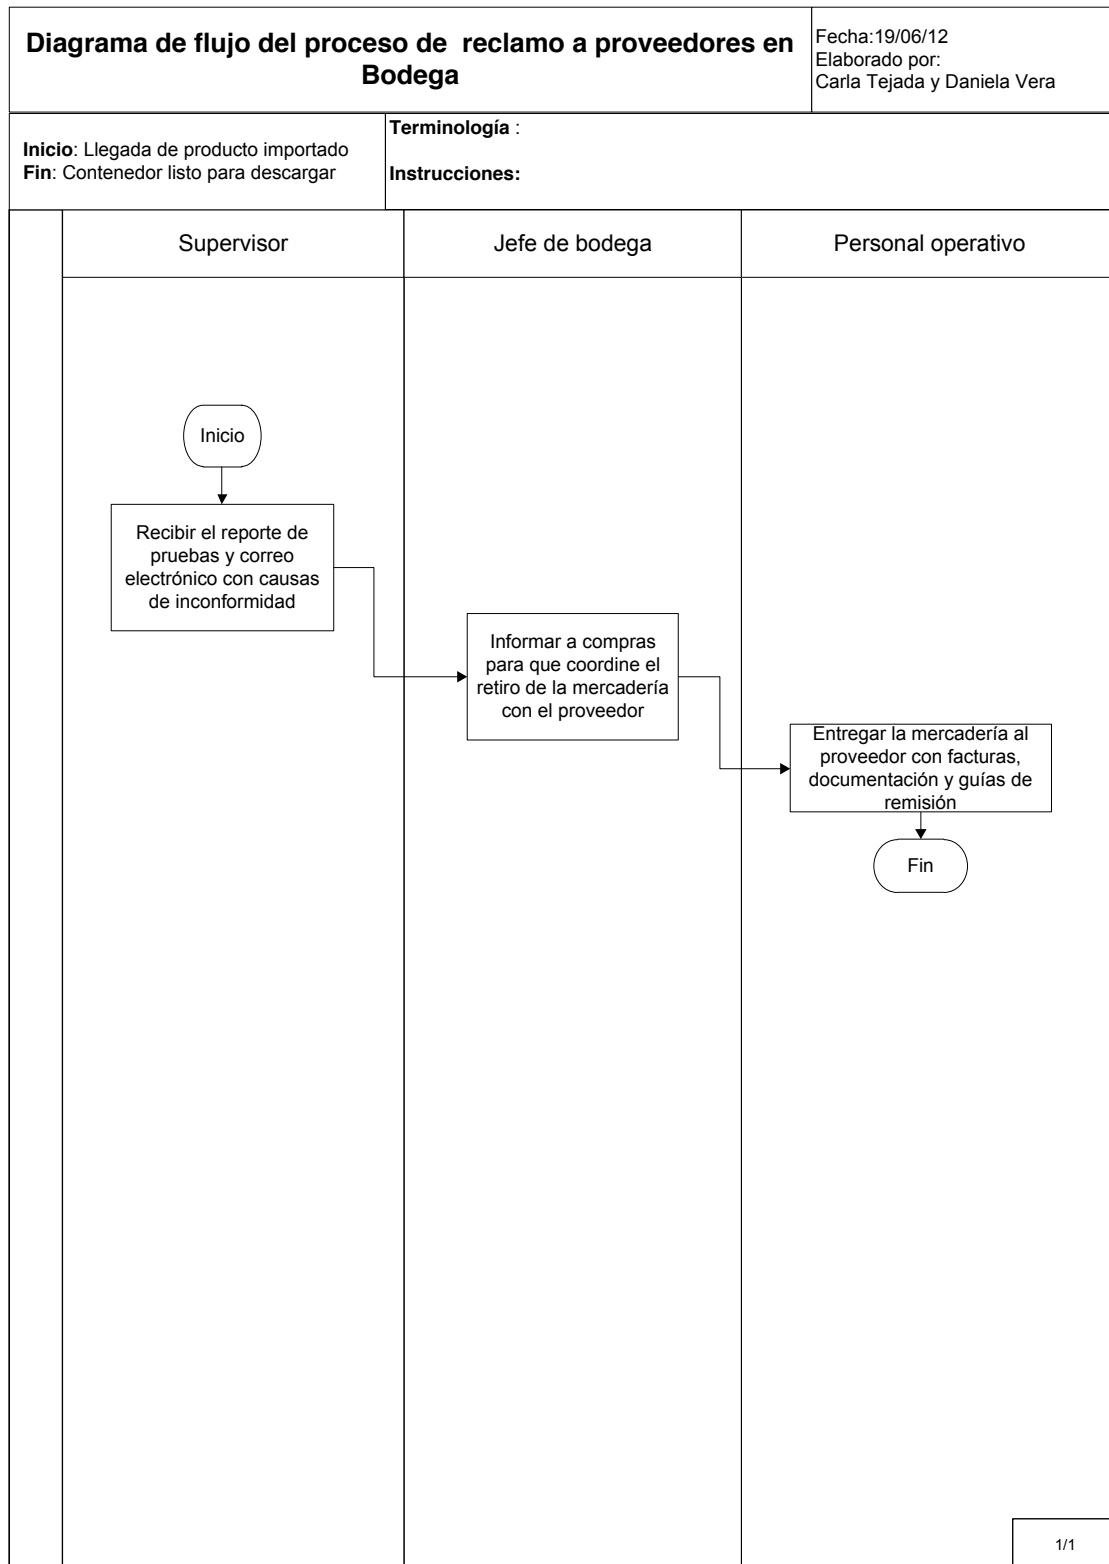 Diagrama de flujo del proceso de reclamo a proveedores en
Bodega
Fecha:19/06/12
Elaborado por:
Carla Tejada y Daniela Vera
Inicio: Llegada de producto importado
Fin: Contenedor listo para descargar
Terminología :
Instrucciones:
Supervisor
Jefe de bodega
Personal operativo
Inicio
Recibir el reporte de
pruebas y correo
electrónico con causas
de inconformidad
Informar a compras
para que coordine el
retiro de la mercadería
con el proveedor
Entregar la mercadería al
proveedor con facturas,
documentación y guías de
remisión
Fin
1/1